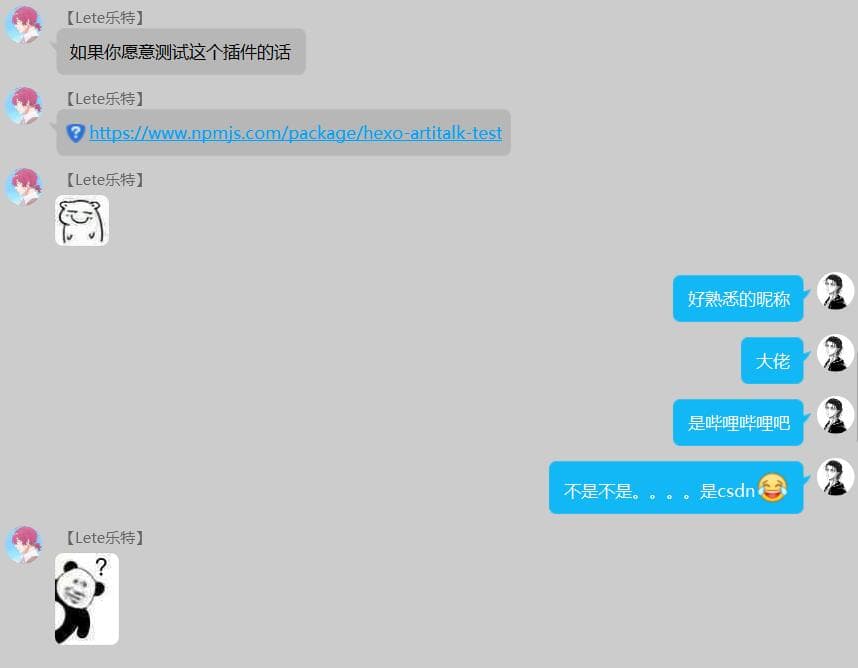 【Lete乐特】
如果你愿意测试这个插件的话
【Lete乐特】
https://www.npmjs.com/package/hexo-artitalk-test
【Lete乐特】
好熟悉的昵称
大佬
是哔哩哔哩吧
不是不是。。。。是csdn😂
【Lete乐特】
?